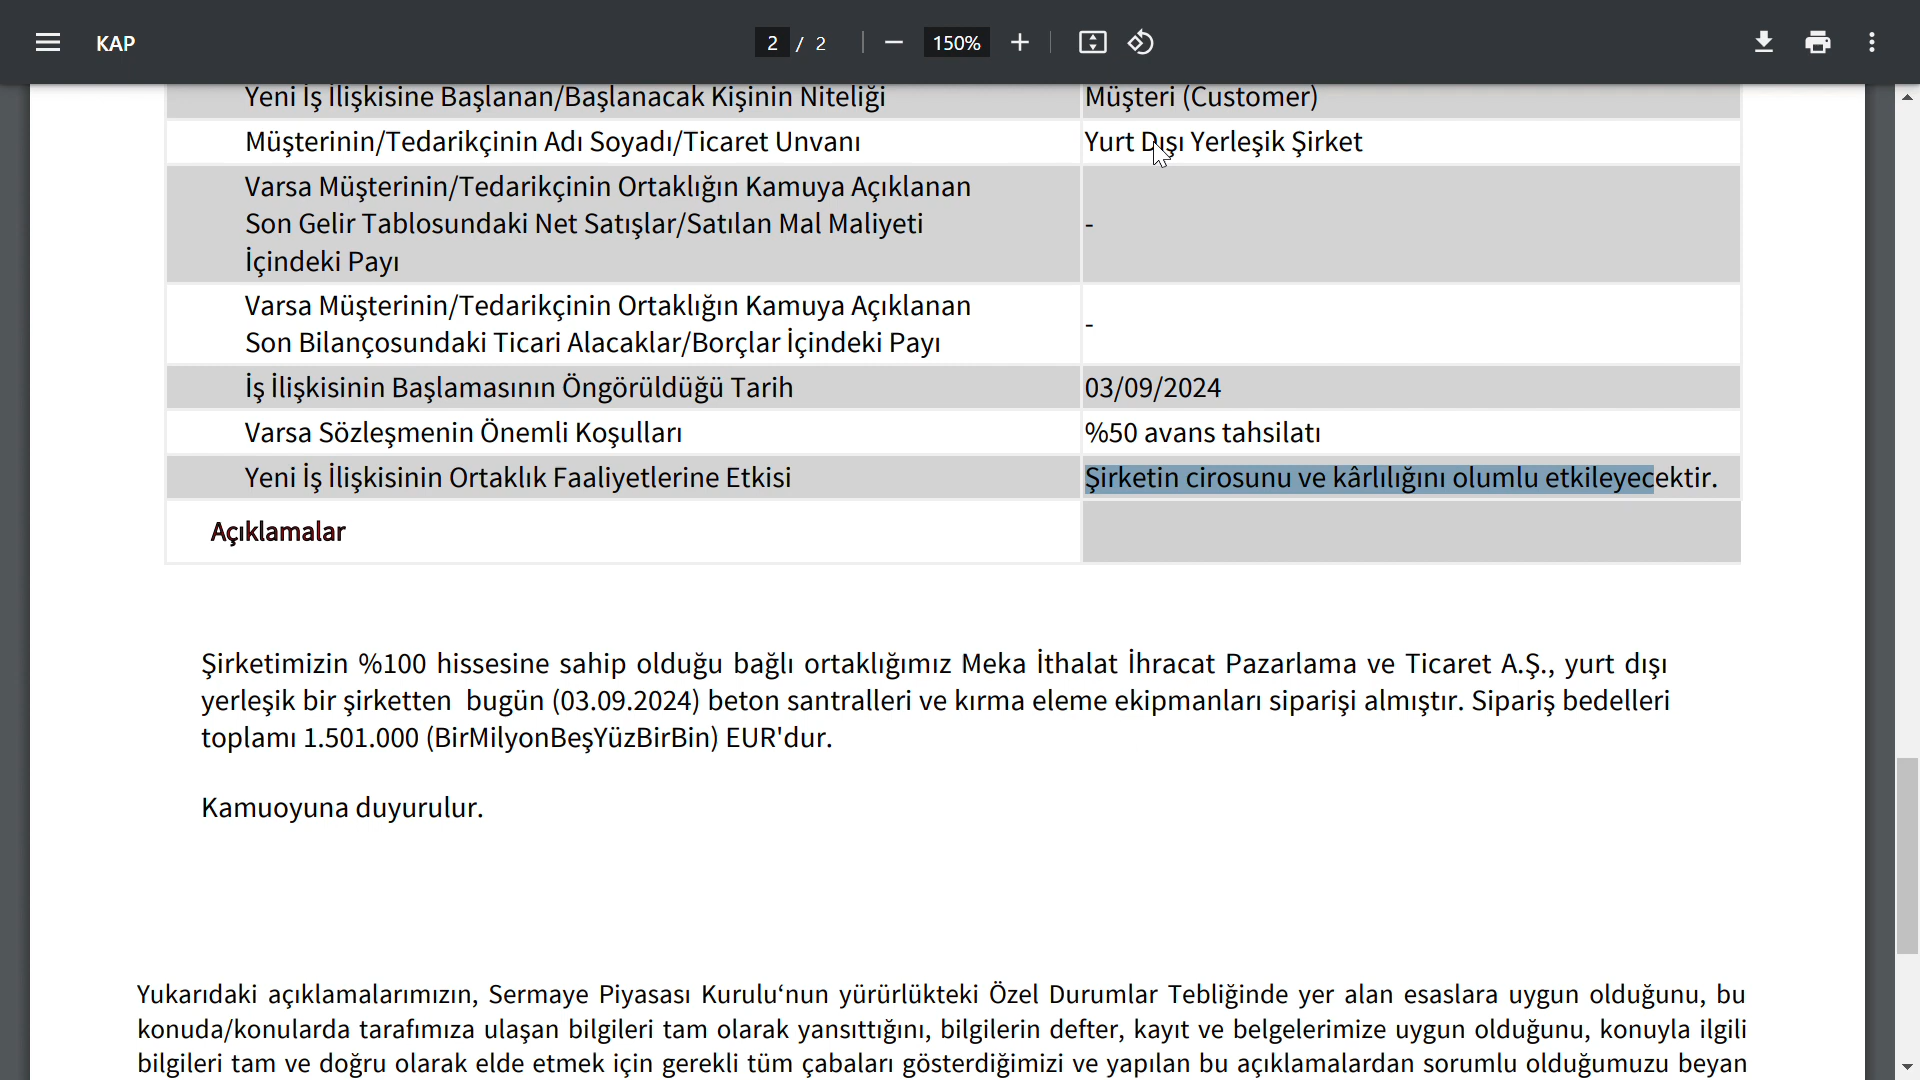 KAP
2 / 2
150%
Yeni İş İlişkisine Başlanan/Başlanacak Kişinin Niteliği
Müşteri (Customer)
Müşterinin/Tedarikçinin Adı Soyadı/Ticaret Unvanı
Yurt Dışı Yerleşik Şirket
Varsa Müşterinin/Tedarikçinin Ortaklığın Kamuya Açıklanan
Son Gelir Tablosundaki Net Satışlar/Satılan Mal Maliyeti
İçindeki Payı
-
Varsa Müşterinin/Tedarikçinin Ortaklığın Kamuya Açıklanan
Son Bilançosundaki Ticari Alacaklar/Borçlar İçindeki Payı
-
İş İlişkisinin Başlamasının Öngörüldüğü Tarih
03/09/2024
Varsa Sözleşmenin Önemli Koşulları
%50 avans tahsilatı
Yeni İş İlişkisinin Ortaklık Faaliyetlerine Etkisi
Şirketin cirosunu ve kârlılığını olumlu etkileyecektir.
Açıklamalar
Şirketimizin %100 hissesine sahip olduğu bağlı ortaklığımız Meka İthalat İhracat Pazarlama ve Ticaret A.Ş., yurt dışı
yerleşik bir şirketten bugün (03.09.2024) beton santralleri ve kırma eleme ekipmanları siparişi almıştır. Sipariş bedelleri
toplamı 1.501.000 (BirMilyonBeşYüzBirBin) EUR'dur.
Kamuoyuna duyurulur.
Yukarıdaki açıklamalarımızın, Sermaye Piyasası Kurulu‘nun yürürlükteki Özel Durumlar Tebliğinde yer alan esaslara uygun olduğunu, bu
konuda/konularda tarafımıza ulaşan bilgileri tam olarak yansıttığını, bilgilerin defter, kayıt ve belgelerimize uygun olduğunu, konuyla ilgili
bilgileri tam ve doğru olarak elde etmek için gerekli tüm çabaları gösterdiğimizi ve yapılan bu açıklamalardan sorumlu olduğumuzu beyan